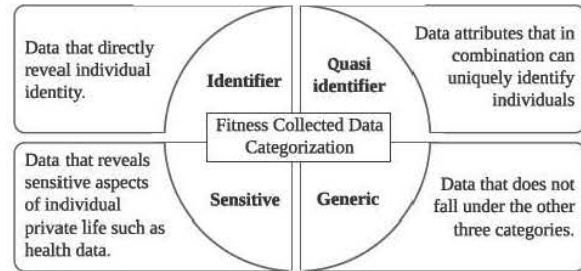 Data that directly
reveal individual
identity.
Identifier
Quasi
identifier
Data attributes that in
combination can
uniquely identify
individuals
Fitness Collected Data
Categorization
Data that reveals
sensitive aspects
of individual
private life such as
health data.
Sensitive
Generic
Data that does not
fall under the other
three categories.